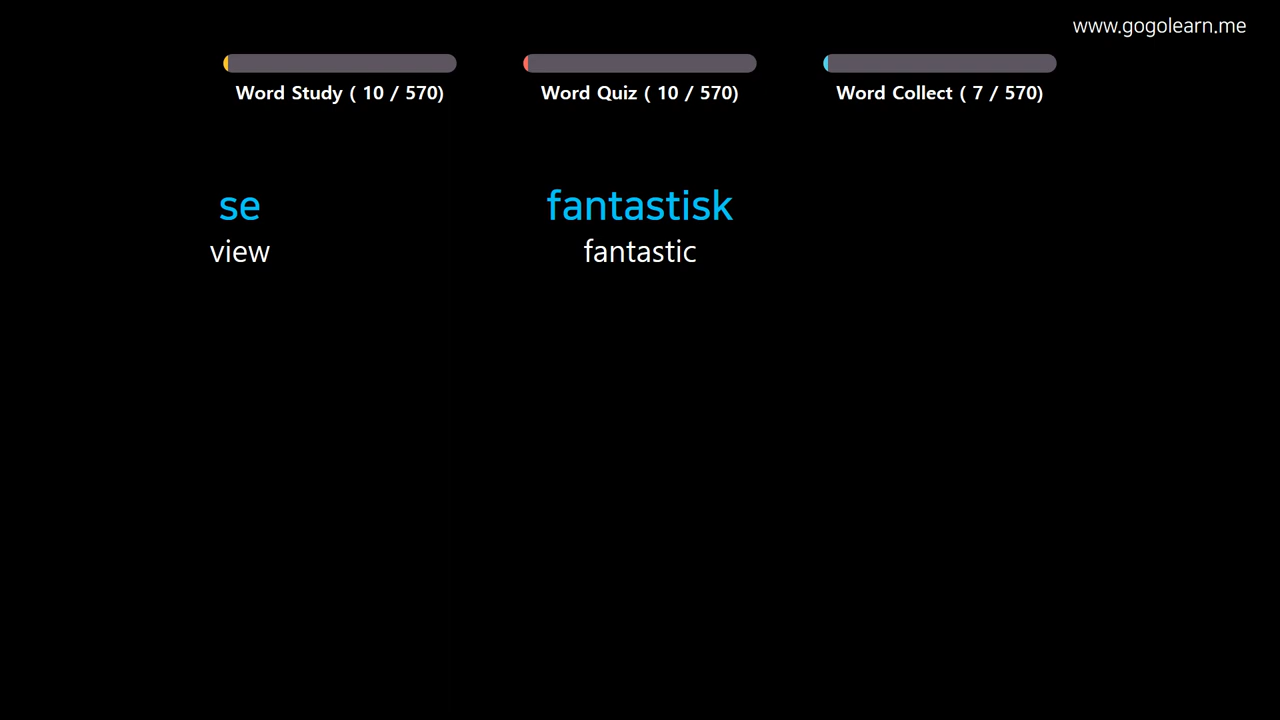 www.gogolearn.me
Word Study ( 10 / 570)
Word Quiz ( 10 / 570)
Word Collect ( 7 / 570)
se
view
fantastisk
fantastic